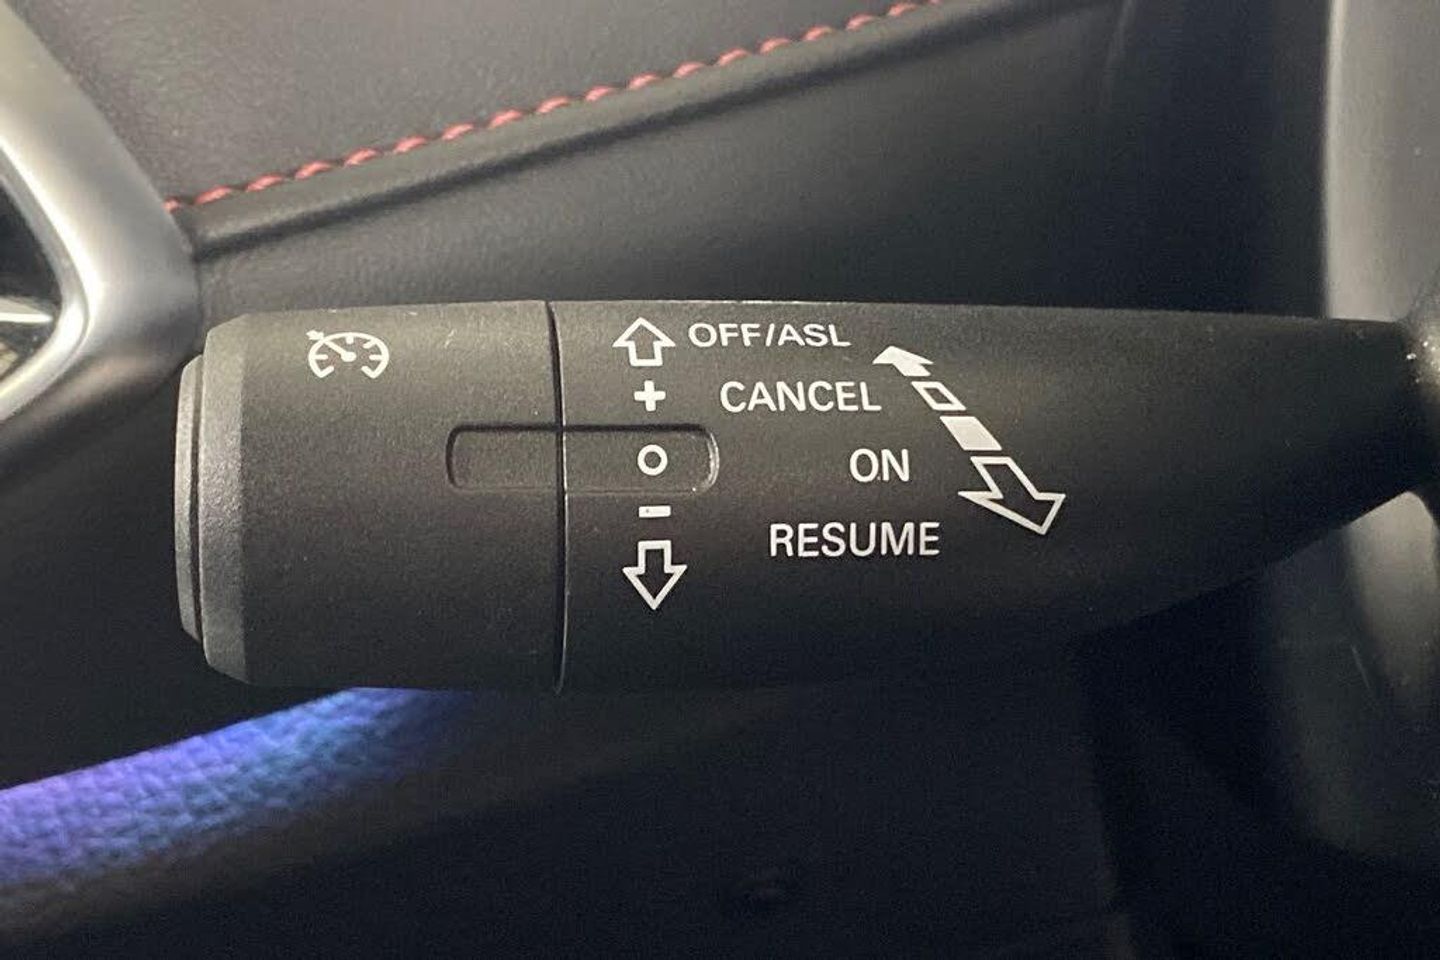 OFF/ASL
+ CANCEL
O ON
- RESUME